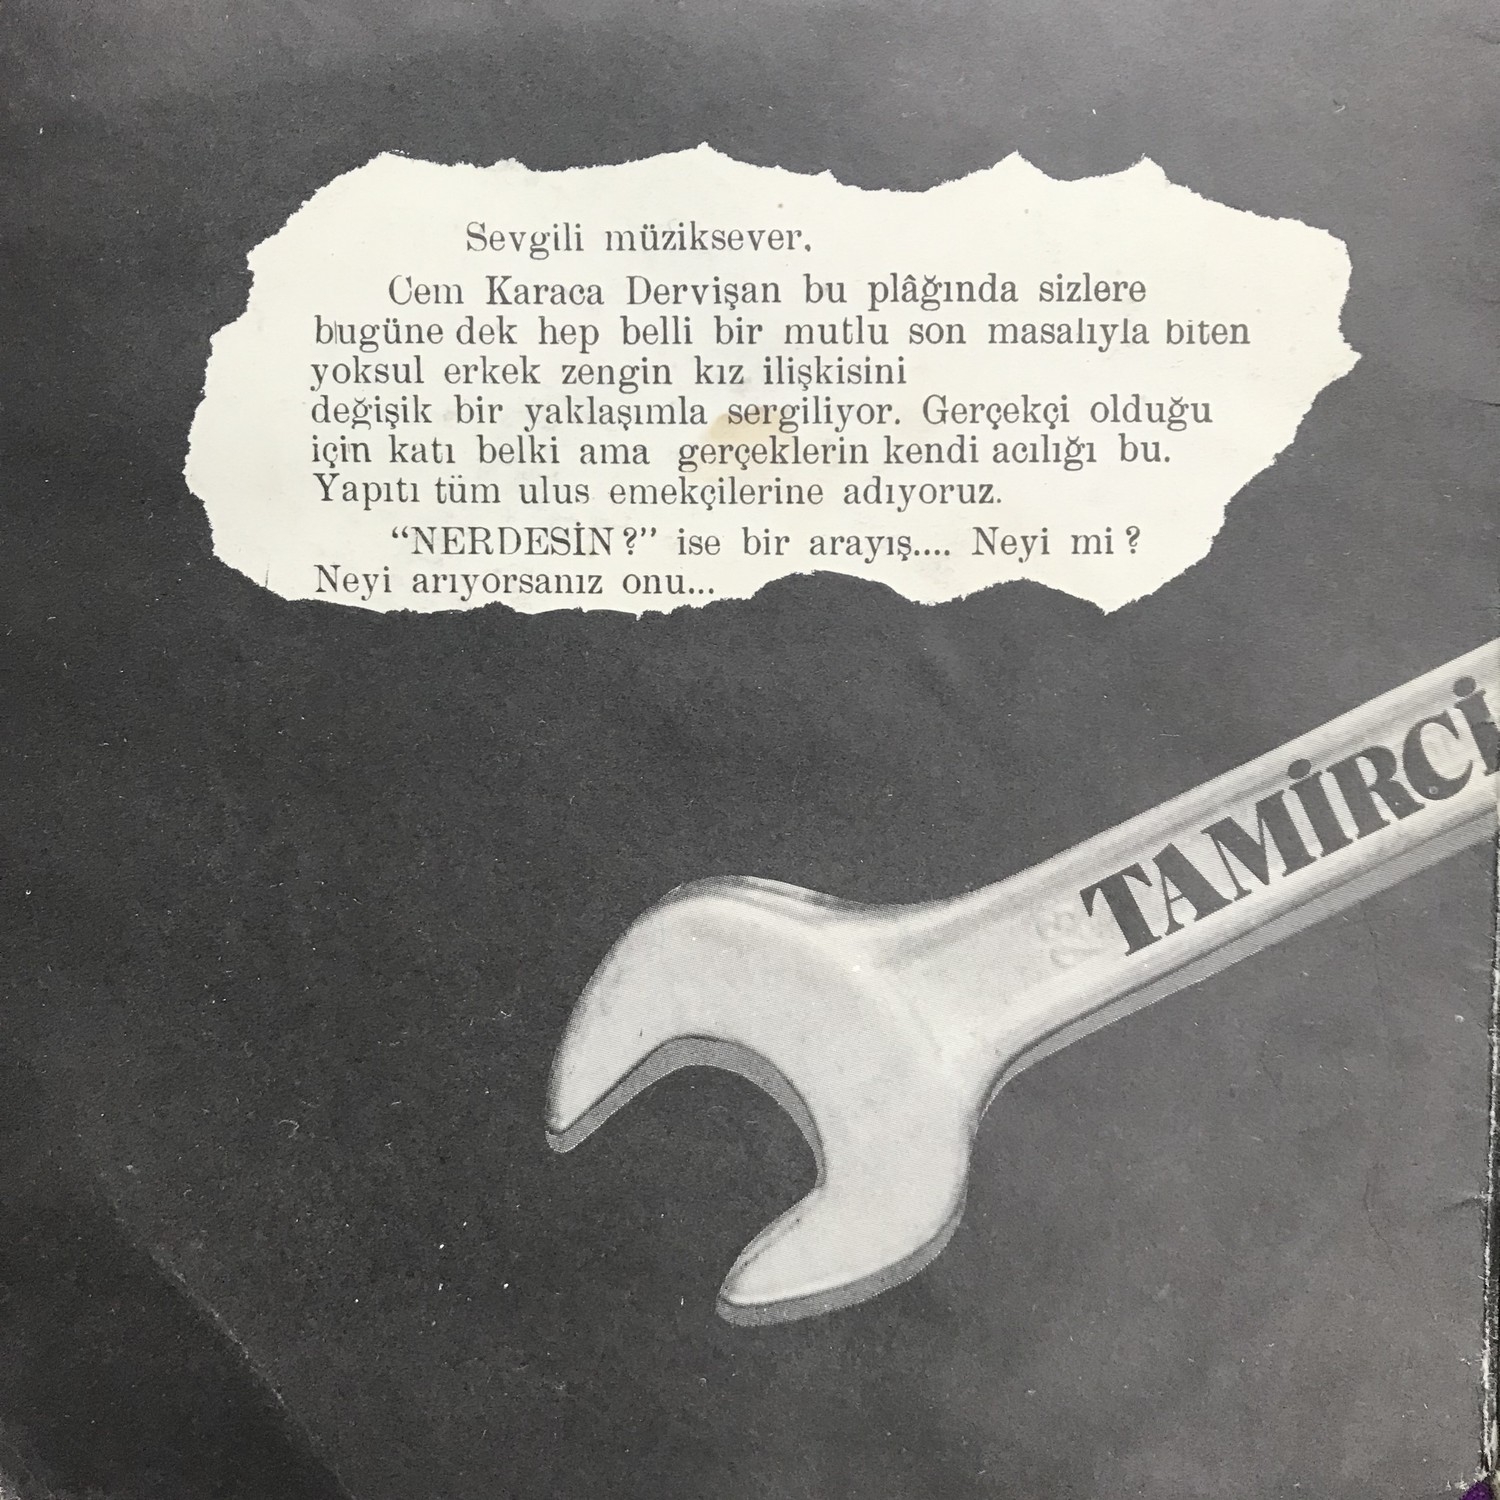 Sevgili müziksever.
Cem Karaca Dervişan bu plâğında sizlere
bugüne dek hep belli bir mutlu son masalıyla biten
yoksul erkek zengin kız ilişkisini
değişik bir yaklaşımla sergiliyor. Gerçekçi olduğu
için katı belki ama gerçeklerin kendi acılığı bu.
Yapıtı tüm ulus emekçilerine adıyoruz.
“NERDESİN?” ise bir arayış.... Neyi mi?
Neyi arıyorsanız onu...
TAMİRCİ